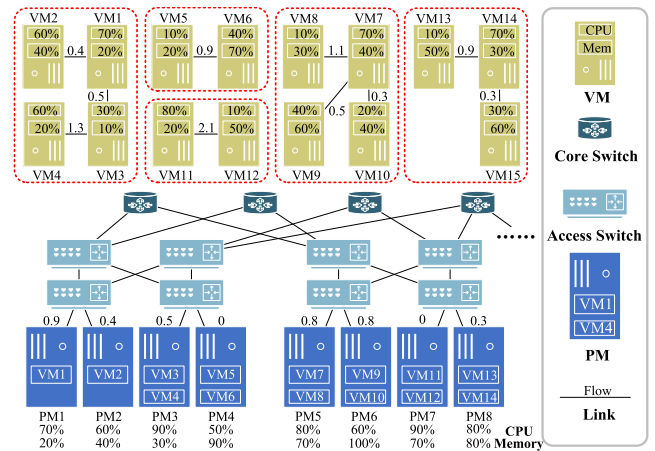 VM2 VM1 VM5 VM6 VM8 VM7 VM13 VM14
60% 70% 10% 40% 10% 70% 10% 70%
40% 0.4 20% 20% 0.9 70% 30% 1.1 40% 50% 0.9 30%
0.5 0.5 0.3 0.3
60% 30% 80% 10% 40% 20% 30%
20% 1.3 10% 20% 2.1 50% 60% 40% 60%
VM4 VM3 VM11 VM12 VM9 VM10 VM15
......
0.9 0.4 0.5 0 0.8 0.8 0 0.3
VM1 VM2 VM3 VM5 VM7 VM9 VM11 VM13
VM4 VM6 VM8 VM10 VM12 VM14
PM1 PM2 PM3 PM4 PM5 PM6 PM7 PM8
70% 60% 90% 50% 80% 60% 90% 80% CPU
20% 40% 30% 90% 70% 100% 70% 80% Memory
CPU
Mem
VM
Core Switch
Access Switch
VM1
VM4
PM
Flow
Link